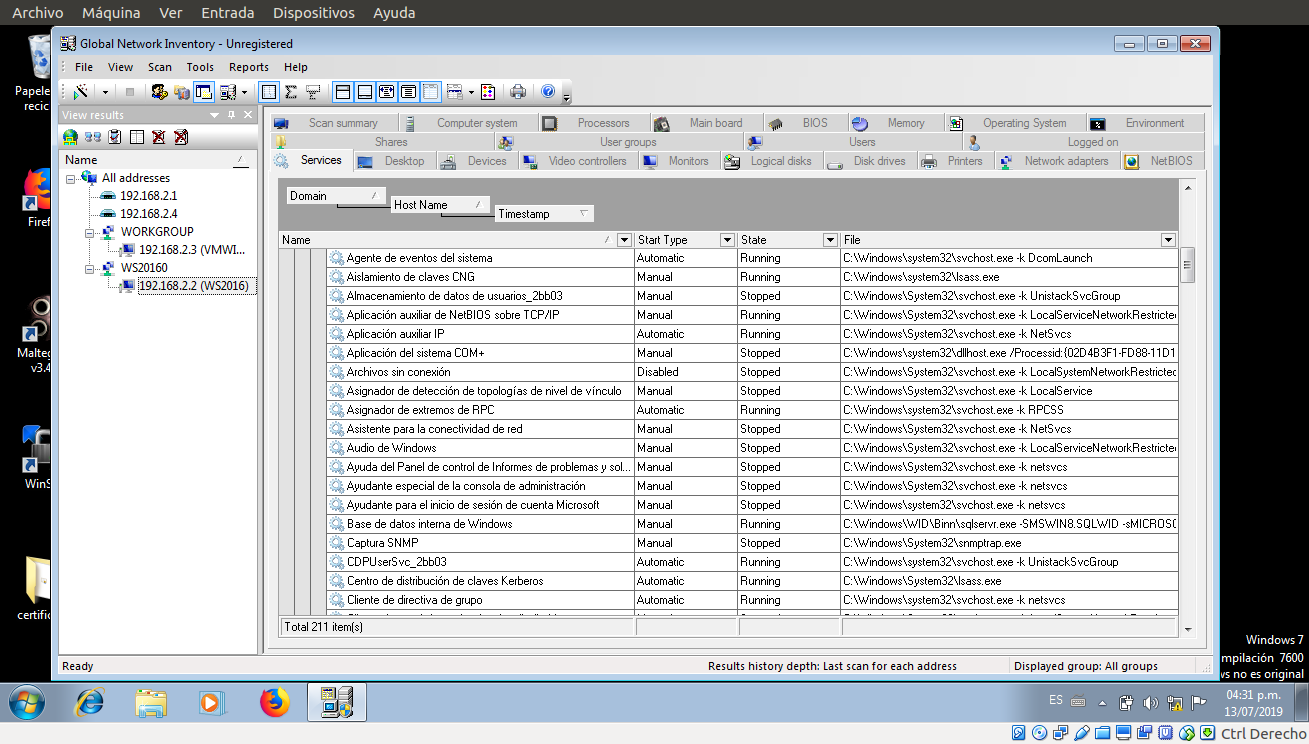 Archivo Máquina Ver Entrada Dispositivos Ayuda
Global Network Inventory - Unregistered
File View Scan Tools Reports Help
View results
Name
All addresses
192.168.2.1
192.168.2.4
WORKGROUP
192.168.2.3 (VMWI...
WS20160
192.168.2.2 (WS2016)
Scan summary Computer system Processors Main board BIOS Memory Operating System Environment
Shares User groups Users Logged on
Services Desktop Devices Video controllers Monitors Logical disks Disk drives Printers Network adapters NetBIOS
Domain
Host Name
Timestamp
Name Start Type State File
Agente de eventos del sistema Automatic Running C:\Windows\system32\svchost.exe -k DcomLaunch
Aislamiento de claves CNG Manual Running C:\Windows\system32\lsass.exe
Almacenamiento de datos de usuarios_2bb03 Manual Stopped C:\Windows\system32\svchost.exe -k UnistackSvcGroup
Aplicación auxiliar de NetBIOS sobre TCP/IP Manual Running C:\Windows\system32\svchost.exe -k LocalServiceNetworkRestricted
Aplicación auxiliar IP Automatic Running C:\Windows\System32\svchost.exe -k NetSvcs
Aplicación del sistema COM+ Manual Stopped C:\Windows\system32\dllhost.exe /Processid:{02D4B3F1-FD88-11D1
Archivos sin conexión Disabled Stopped C:\Windows\System32\svchost.exe -k LocalSystemNetworkRestricted
Asignador de detección de topologías de nivel de vínculo Manual Stopped C:\Windows\System32\svchost.exe -k LocalService
Asignador de extremos de RPC Automatic Running C:\Windows\system32\svchost.exe -k RPCSS
Asistente para la conectividad de red Manual Stopped C:\Windows\System32\svchost.exe -k NetSvcs
Audio de Windows Manual Stopped C:\Windows\System32\svchost.exe -k LocalServiceNetworkRestricted
Ayuda del Panel de control de Informes de problemas y sol... Manual Stopped C:\Windows\System32\svchost.exe -k netsvcs
Ayudante especial de la consola de administración Manual Stopped C:\Windows\system32\svchost.exe -k netsvcs
Ayudante para el inicio de sesión de cuenta Microsoft Manual Stopped C:\Windows\system32\svchost.exe -k netsvcs
Base de datos interna de Windows Manual Running C:\Windows\WID\Binn\sqlservr.exe -SMSWIN8.SQLWID -sMICROSO
Captura SNMP Manual Stopped C:\Windows\System32\snmptrap.exe
CDPUserSvc_2bb03 Automatic Running C:\Windows\system32\svchost.exe -k UnistackSvcGroup
Centro de distribución de claves Kerberos Automatic Running C:\Windows\System32\lsass.exe
Cliente de directiva de grupo Automatic Running C:\Windows\system32\svchost.exe -k netsvcs
Total 211 item(s)
Ready Results history depth: Last scan for each address Displayed group: All groups
Papele
recic
Firef
Malteg
v3.4
WinS
certific
Windows 7
mpilación 7600
ws no es original
ES
04:31 p.m.
13/07/2019
Ctrl Derecho